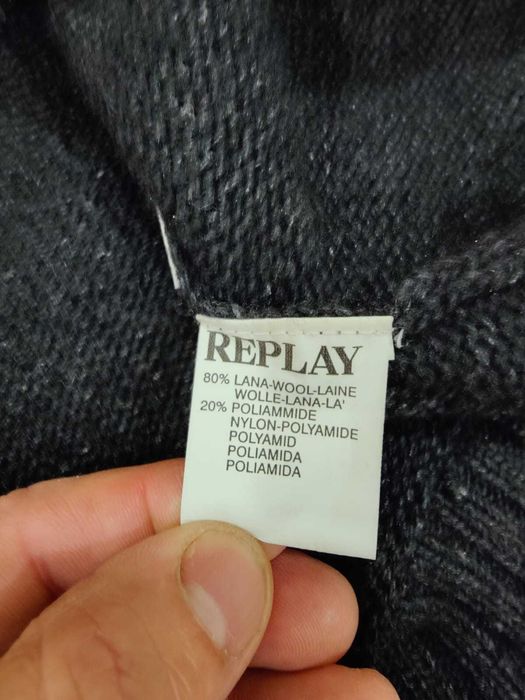 REPLAY
80% LANA-WOOL-LAINE
WOLLE-LANA-LA'
20% POLIAMMIDE
NYLON-POLYAMIDE
POLYAMID
POLIAMIDA
POLIAMIDA